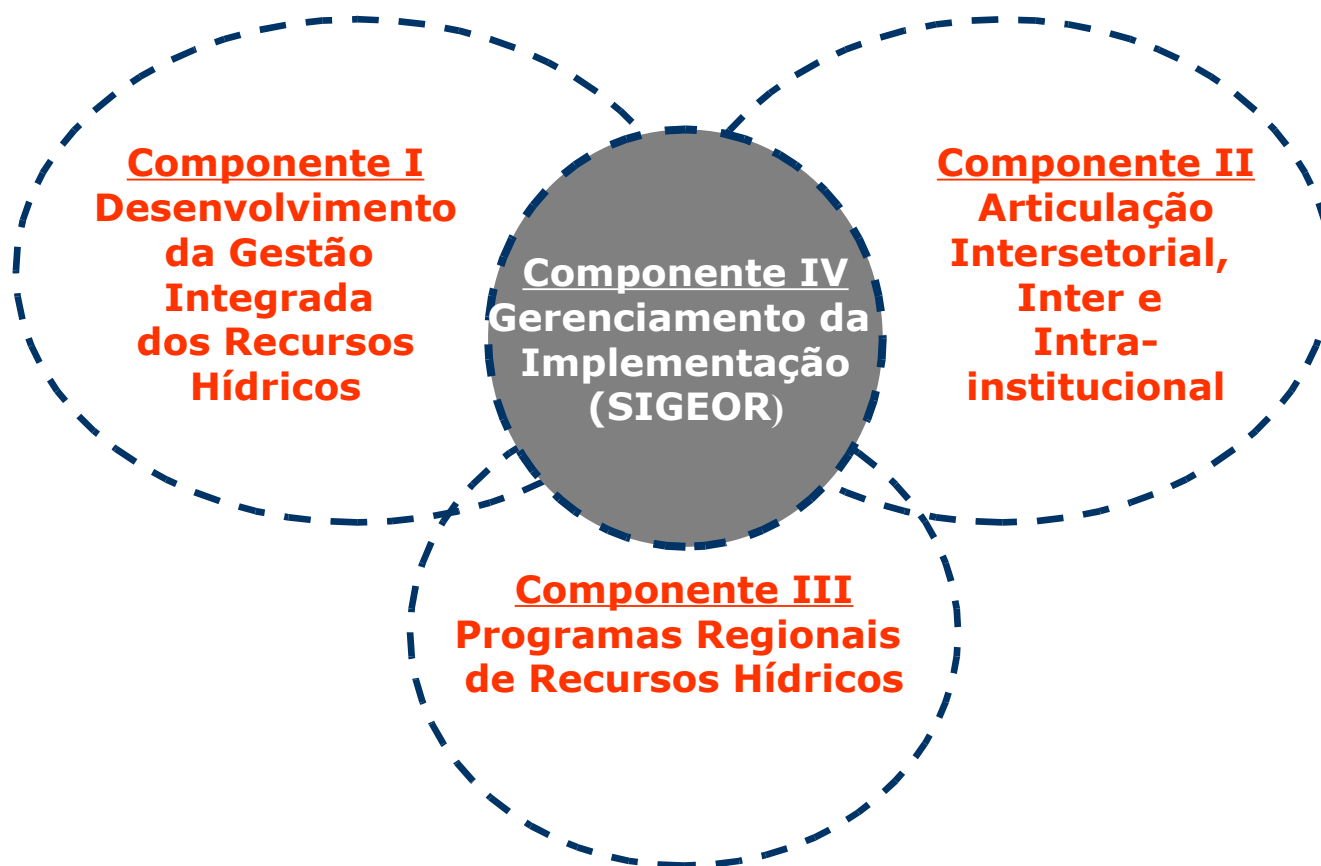 Componente I
Desenvolvimento
da Gestão
Integrada
dos Recursos
Hídricos
Componente IV
Gerenciamento da
Implementação
(SIGEOR)
Componente II
Articulação
Intersetorial,
Inter e
Intra-
institucional
Componente III
Programas Regionais
de Recursos Hídricos